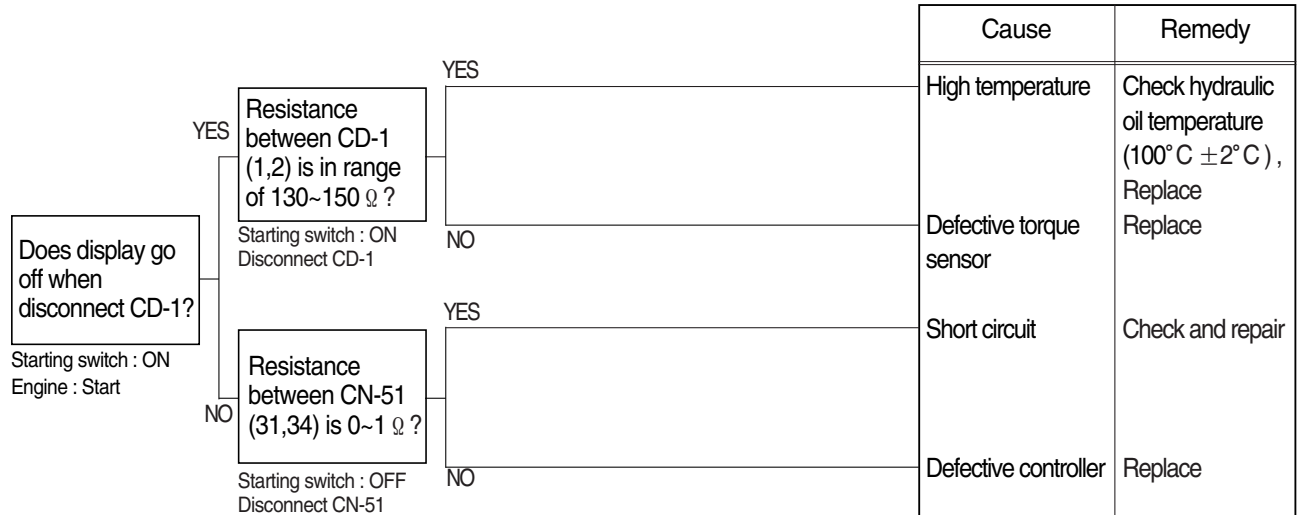 Does display go
off when
disconnect CD-1?
Starting switch : ON
Engine : Start
YES
Resistance
between CD-1
(1,2) is in range
of 130~150 Ω ?
Starting switch : ON
Disconnect CD-1
NO
Resistance
between CN-51
(31,34) is 0~1 Ω ?
Starting switch : OFF
Disconnect CN-51
YES
NO
YES
NO
Cause Remedy
High temperature Check hydraulic
oil temperature
(100°C ±2°C) ,
Replace
Defective torque Replace
sensor
Short circuit Check and repair
Defective controller Replace